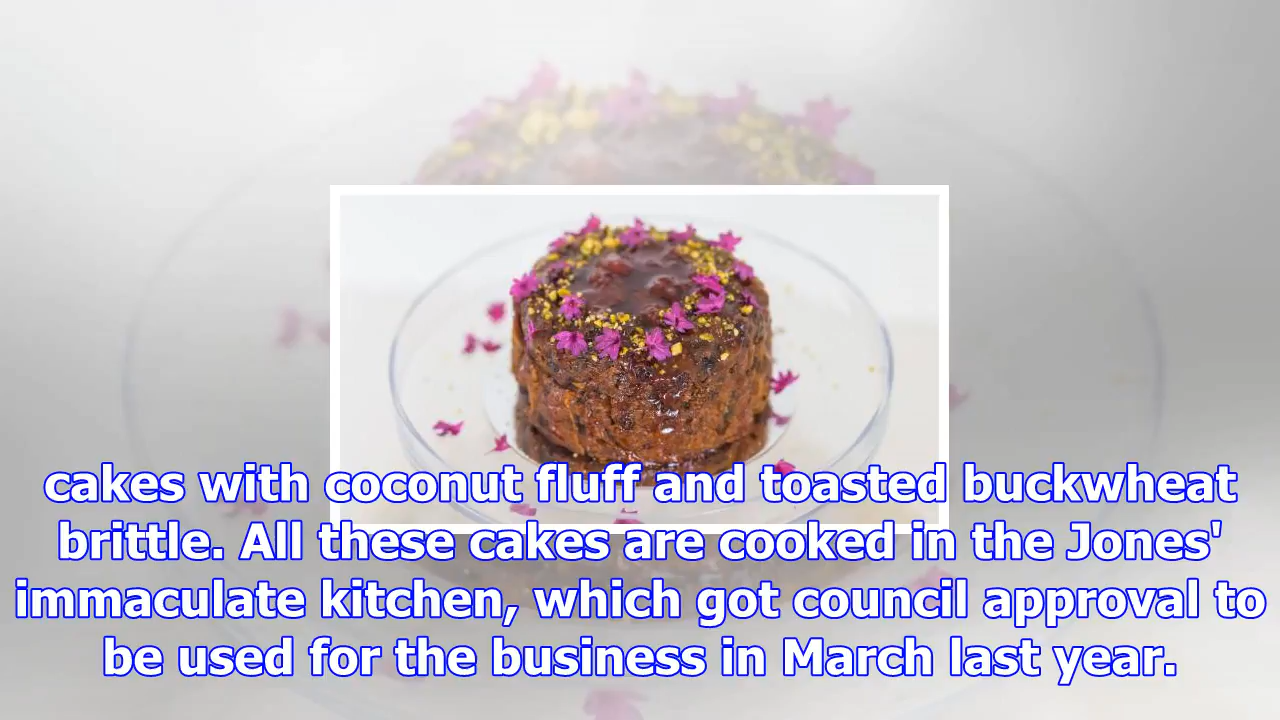 cakes with coconut fluff and toasted buckwheat
brittle. All these cakes are cooked in the Jones'
immaculate kitchen, which got council approval to
be used for the business in March last year.